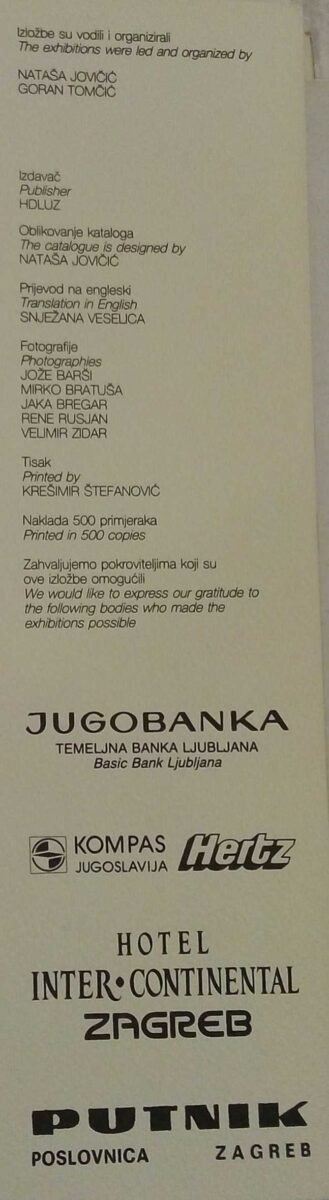 Izložbe su vodili i organizirali
The exhibitions were led and organized by
NATAŠA JOVIČIĆ
GORAN TOMČIĆ
Izdavač
Publisher
HDLUZ
Oblikovanje kataloga
The catalogue is designed by
NATAŠA JOVIČIĆ
Prijevod na engleski
Translation in English
SNJEŽANA VESELICA
Fotografije
Photographies
JOŽE BARŠI
MIRKO BRATUŠA
JAKA BREGAR
RENE RUSJAN
VELIMIR ZIDAR
Tisak
Printed by
KREŠIMIR ŠTEFANOVIĆ
Naklada 500 primjeraka
Printed in 500 copies
Zahvaljujemo pokroviteljima koji su
ove izložbe omogućili
We would like to express our gratitude to
the following bodies who made the
exhibitions possible
JUGOBANKA
TEMELJNA BANKA LJUBLJANA
Basic Bank Ljubljana
KOMPAS Hertz
JUGOSLAVIJA
HOTEL
INTER•CONTINENTAL
ZAGREB
PUTNIK
POSLOVNICA ZAGREB